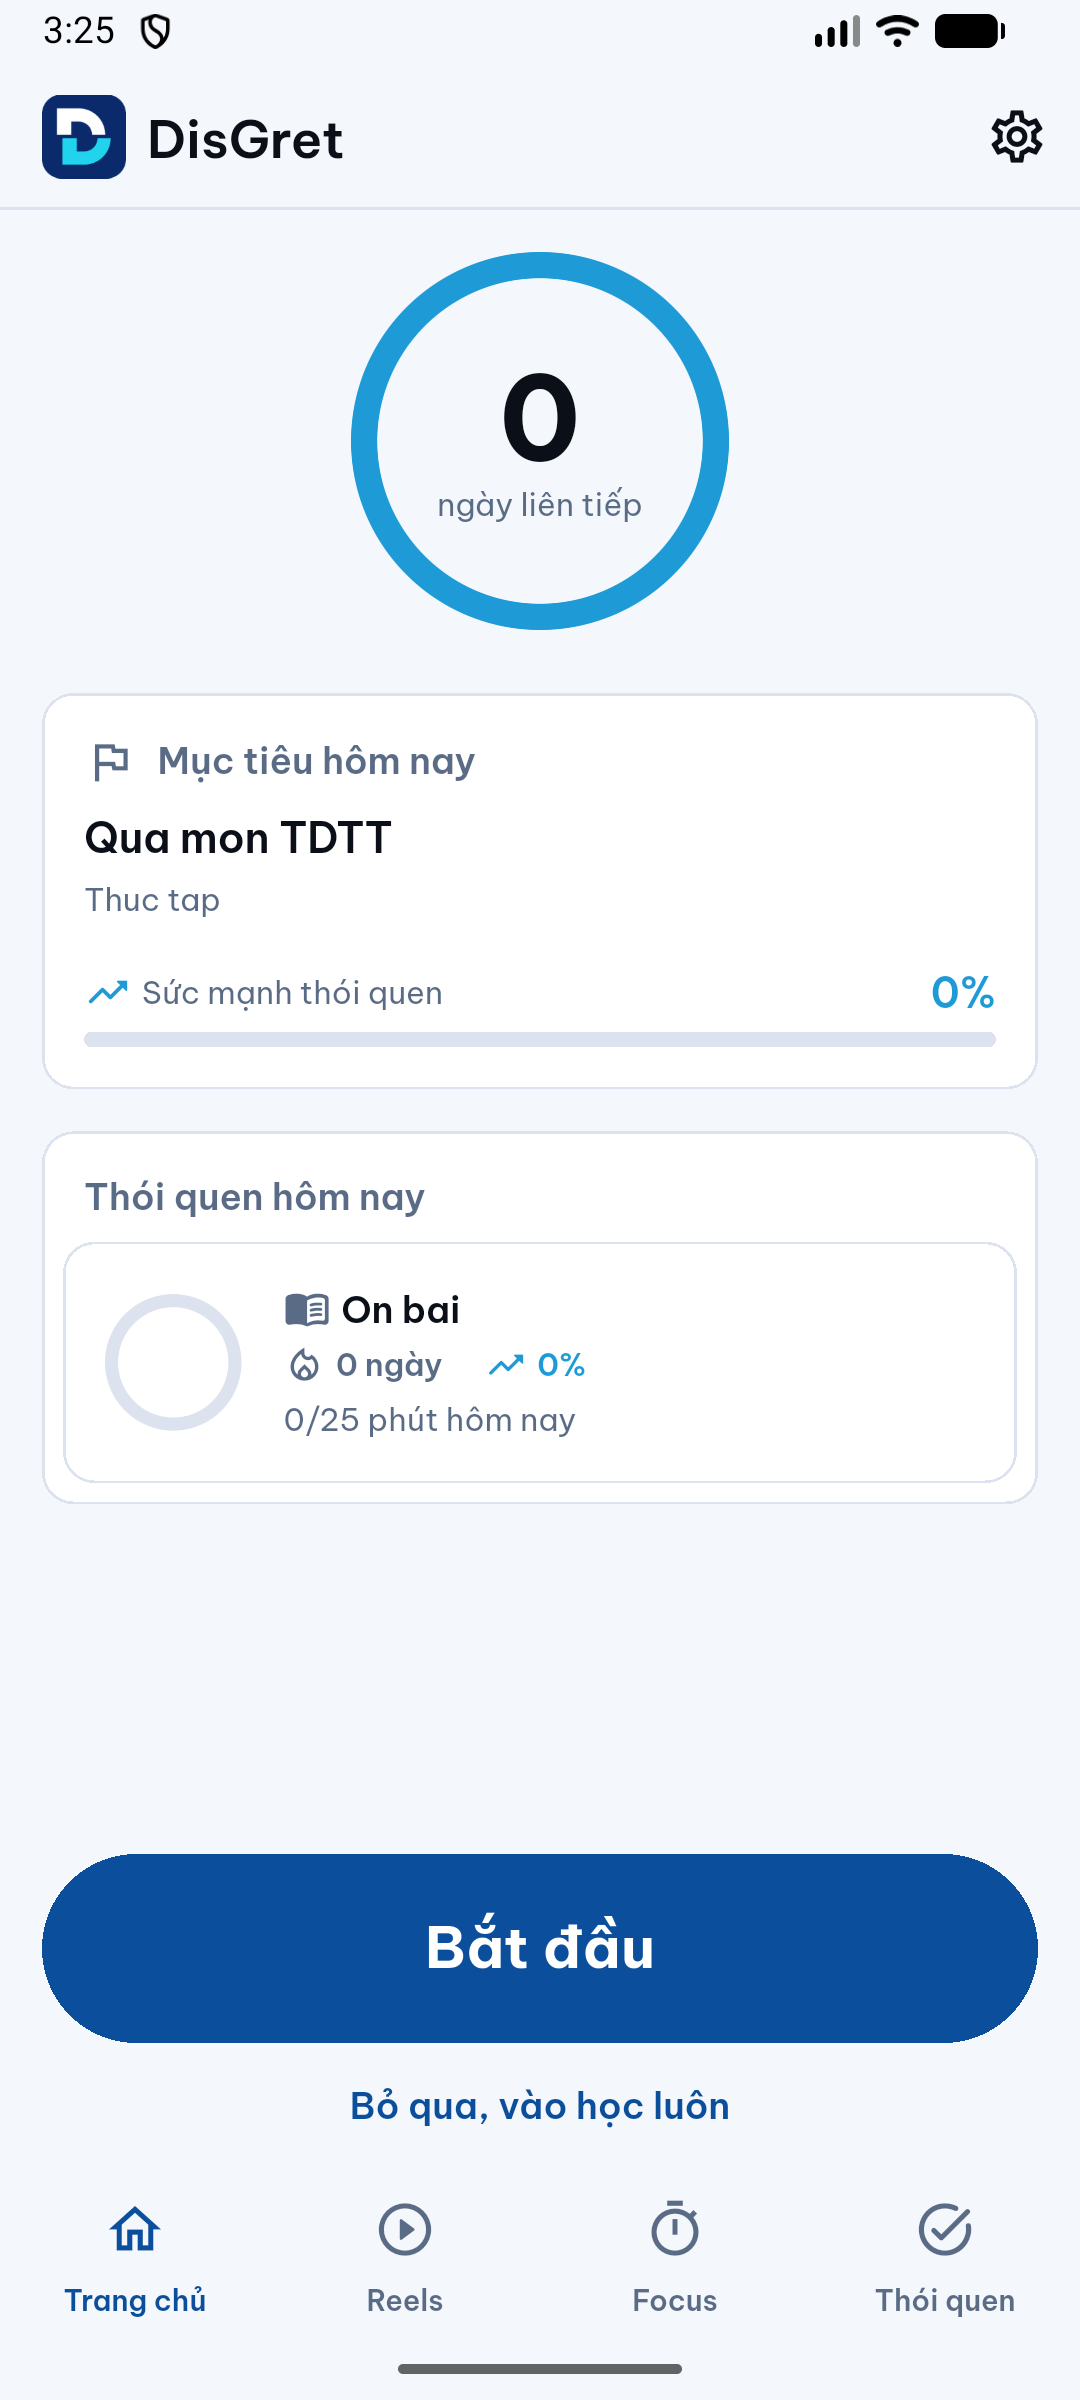 3:25
DisGret
0
ngày liên tiếp
Mục tiêu hôm nay
Qua mon TDTT
Thuc tap
Sức mạnh thói quen
0%
Thói quen hôm nay
On bai
0 ngày 0%
0/25 phút hôm nay
Bắt đầu
Bỏ qua, vào học luôn
Trang chủ
Reels
Focus
Thói quen